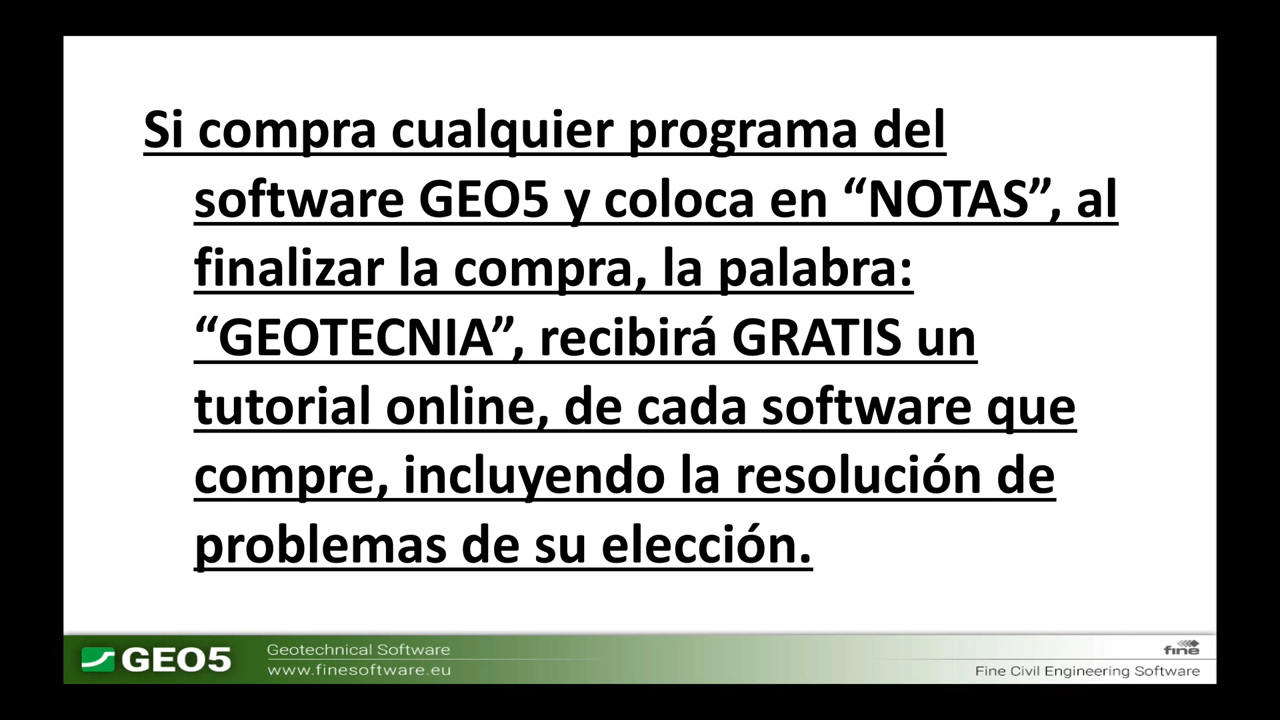 Si compra cualquier programa del
software GEO5 y coloca en “NOTAS”, al
finalizar la compra, la palabra:
“GEOTECNIA”, recibirá GRATIS un
tutorial online, de cada software que
compre, incluyendo la resolución de
problemas de su elección.
GEO5
Geotechnical Software
www.finesoftware.eu
fine
Fine Civil Engineering Software